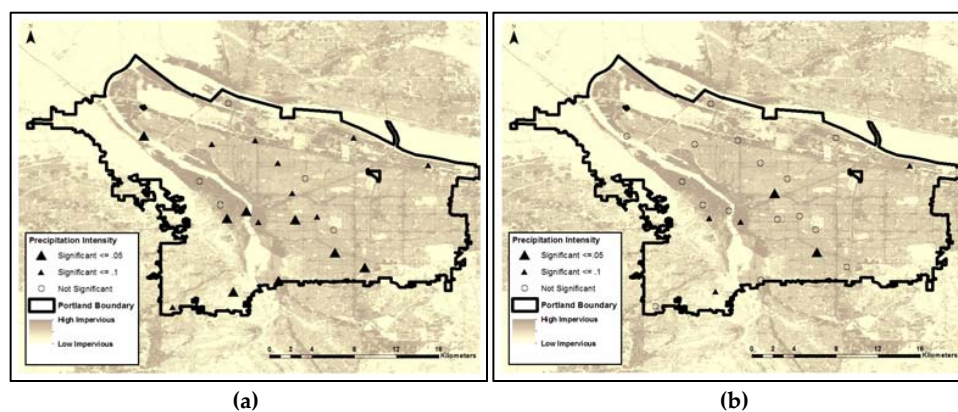 N
Precipitation Intensity
Significant <= .05
Significant <= .1
Not Significant
Portland Boundary
High Impervious
Low Impervious
0 2 4 8 12 16
Kilometers
(a)
N
Precipitation Intensity
Significant <= .05
Significant <= .1
Not Significant
Portland Boundary
High Impervious
Low Impervious
0 2 4 8 12 16
Kilometers
(b)